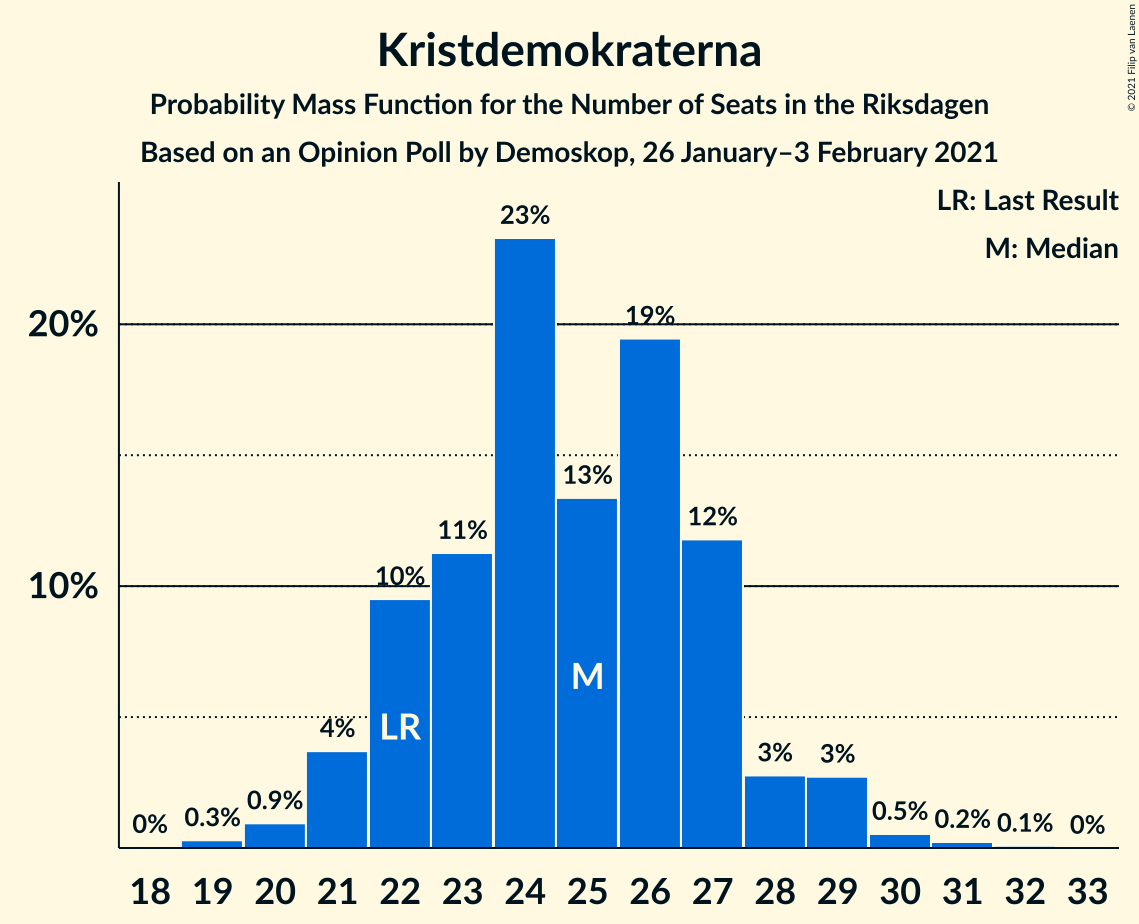 Kristdemokraterna
Probability Mass Function for the Number of Seats in the Riksdagen
Based on an Opinion Poll by Demoskop, 26 January–3 February 2021
© 2021 Filip van Laenen
LR: Last Result
M: Median
20%
10%
0%
0.3%
0.9%
4%
10%
11%
23%
13%
19%
12%
3%
3%
0.5%
0.2%
0.1%
0%
LR
M
18 19 20 21 22 23 24 25 26 27 28 29 30 31 32 33